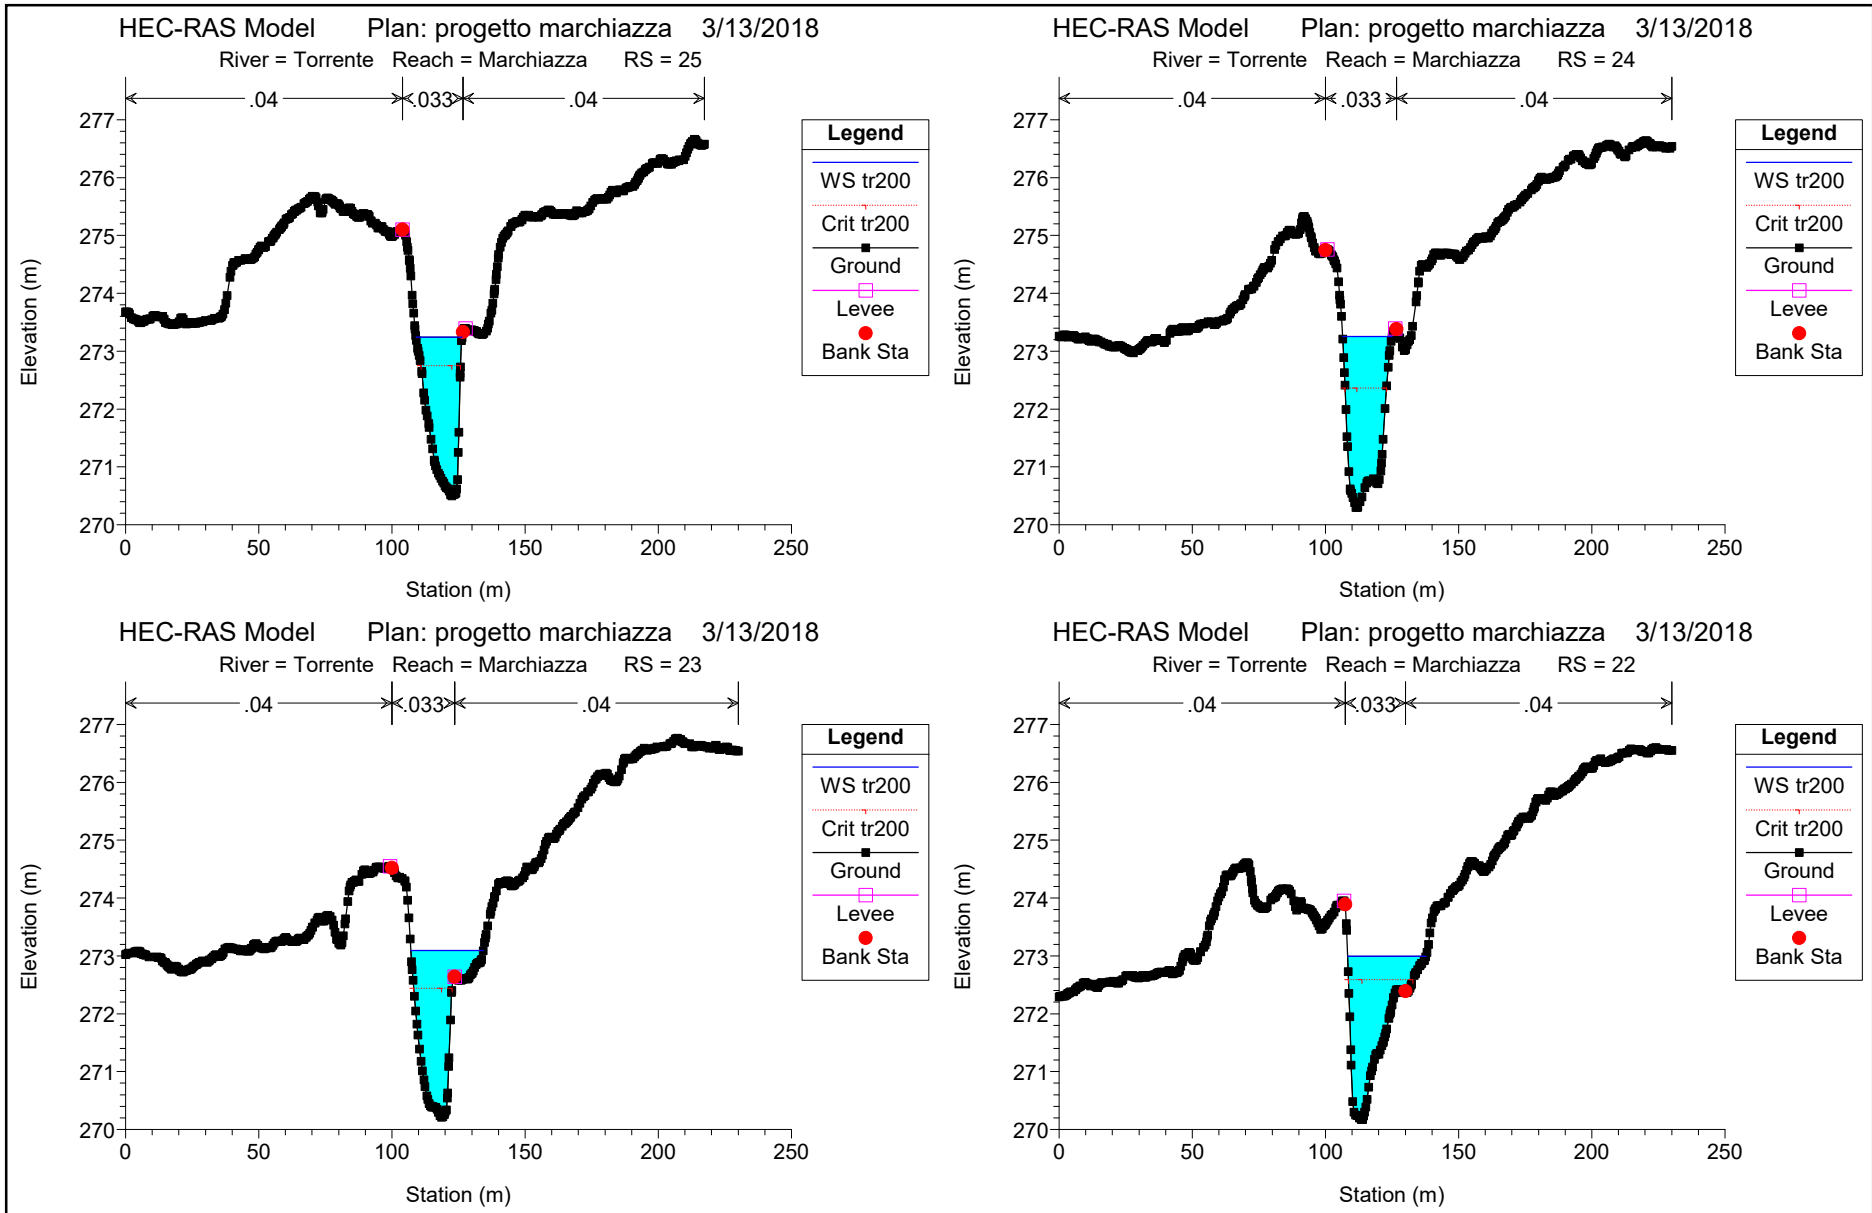 HEC-RAS Model Plan: progetto marchiazza 3/13/2018
River = Torrente Reach = Marchiazza RS = 25
.04 .033 .04
277
276
275
274
273
272
271
270
0 50 100 150 200 250
Station (m)
Elevation (m)
Legend
WS tr200
Crit tr200
Ground
Levee
Bank Sta
HEC-RAS Model Plan: progetto marchiazza 3/13/2018
River = Torrente Reach = Marchiazza RS = 24
.04 .033 .04
277
276
275
274
273
272
271
270
0 50 100 150 200 250
Station (m)
Elevation (m)
Legend
WS tr200
Crit tr200
Ground
Levee
Bank Sta
HEC-RAS Model Plan: progetto marchiazza 3/13/2018
River = Torrente Reach = Marchiazza RS = 23
.04 .033 .04
277
276
275
274
273
272
271
270
0 50 100 150 200 250
Station (m)
Elevation (m)
Legend
WS tr200
Crit tr200
Ground
Levee
Bank Sta
HEC-RAS Model Plan: progetto marchiazza 3/13/2018
River = Torrente Reach = Marchiazza RS = 22
.04 .033 .04
277
276
275
274
273
272
271
270
0 50 100 150 200 250
Station (m)
Elevation (m)
Legend
WS tr200
Crit tr200
Ground
Levee
Bank Sta